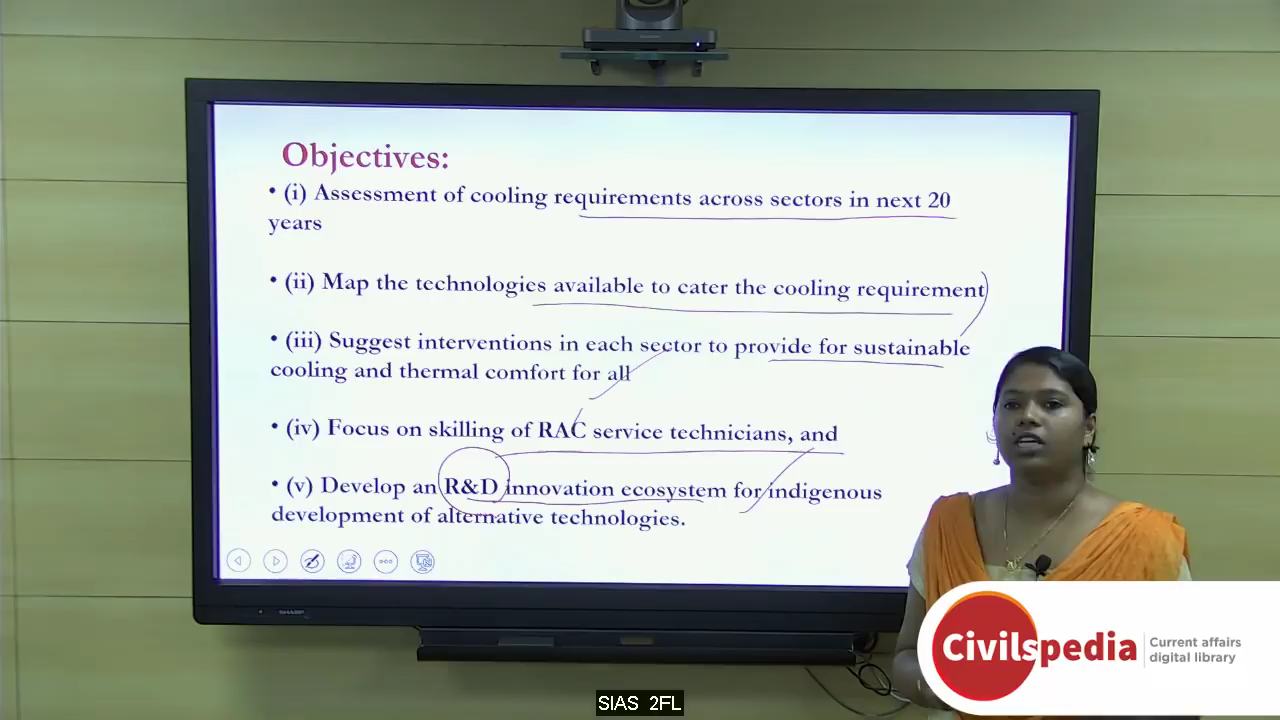 Objectives:
• (i) Assessment of cooling requirements across sectors in next 20
years
• (ii) Map the technologies available to cater the cooling requirement
• (iii) Suggest interventions in each sector to provide for sustainable
cooling and thermal comfort for all
• (iv) Focus on skilling of RAC service technicians, and
• (v) Develop an R&D innovation ecosystem for indigenous
development of alternative technologies.
SHARP
Civilspedia
Current affairs
digital library
SIAS 2FL